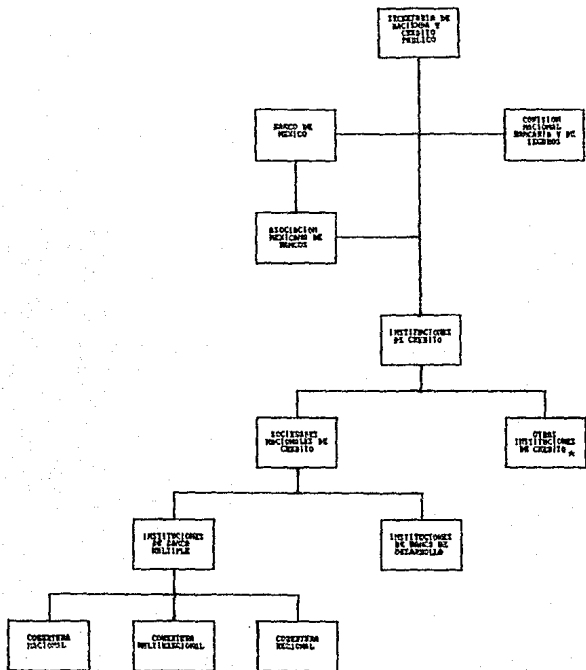 SECRETARIA DE
HACIENDA Y
CREDITO
PUBLICO
BANCO DE
MEXICO
COMISION
NACIONAL
BANCARIA Y DE
SEGUROS
ASOCIACION
MEXICANA DE
BANCOS
INSTITUCIONES
DE CREDITO
SOCIEDADES
NACIONALES DE
CREDITO
OTRAS
INSTITUCIONES
DE CREDITO *
INSTITUCIONES
DE BANCA
MULTIPLE
INSTITUCIONES
DE BANCA DE
DESARROLLO
COBERTURA
NACIONAL
COBERTURA
MULTIREGIONAL
COBERTURA
REGIONAL